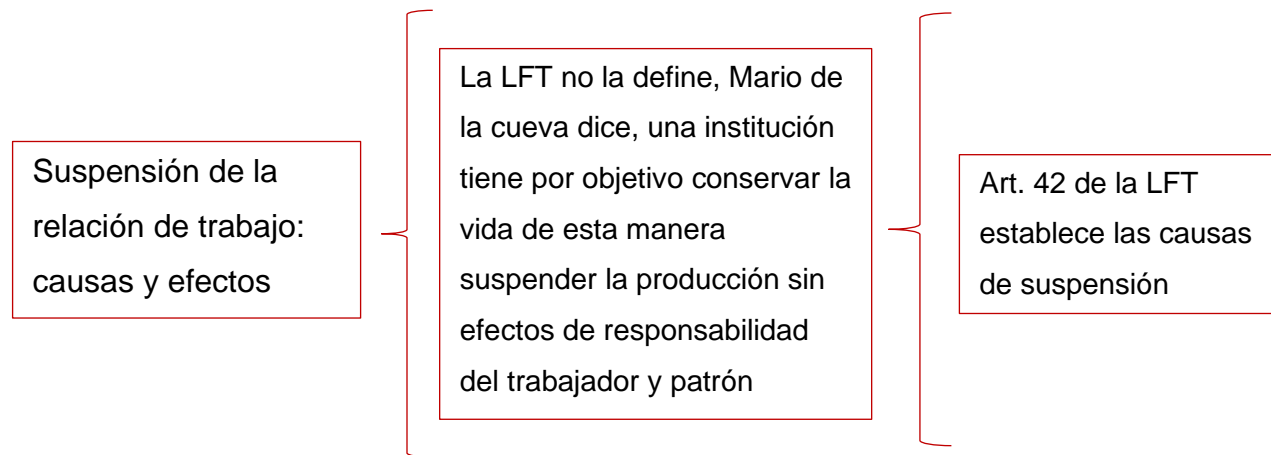 Suspensión de la
relación de trabajo:
causas y efectos
La LFT no la define, Mario de
la cueva dice, una institución
tiene por objetivo conservar la
vida de esta manera
suspender la producción sin
efectos de responsabilidad
del trabajador y patrón
Art. 42 de la LFT
establece las causas
de suspensión